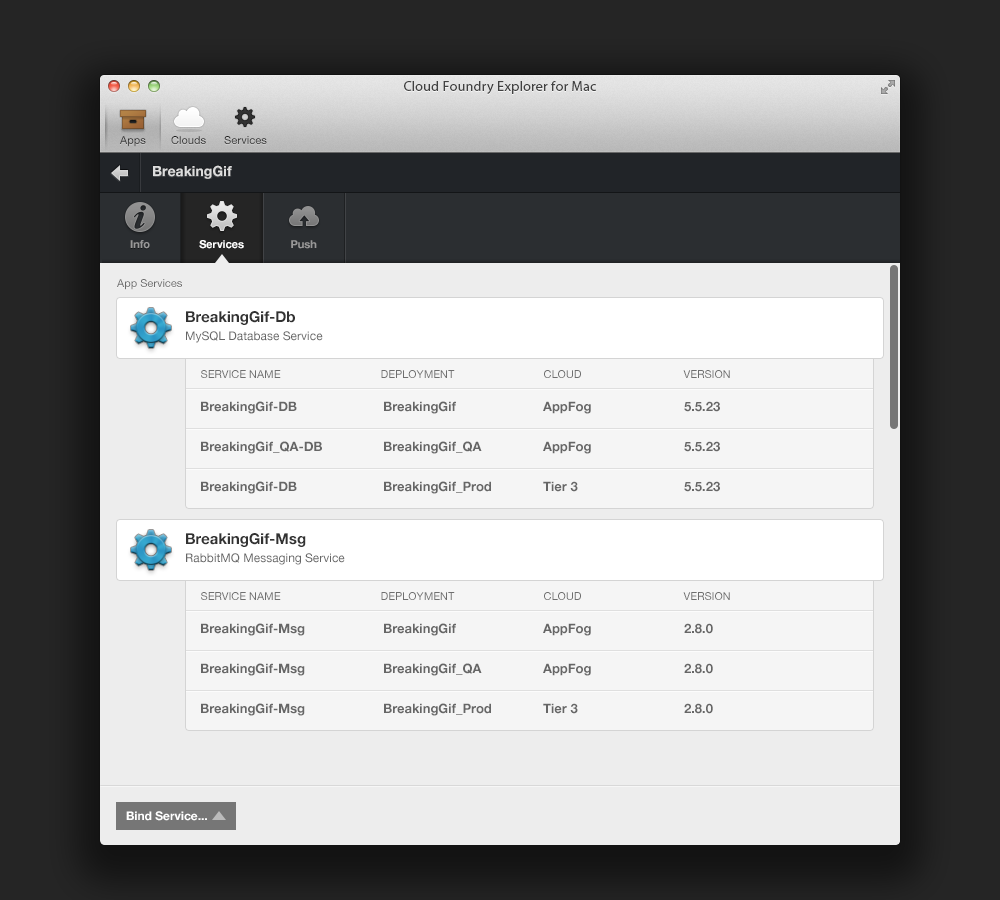 Cloud Foundry Explorer for Mac
Apps Clouds Services
BreakingGif
Info Services Push
App Services
BreakingGif-Db
MySQL Database Service
SERVICE NAME DEPLOYMENT CLOUD VERSION
BreakingGif-DB BreakingGif AppFog 5.5.23
BreakingGif_QA-DB BreakingGif_QA AppFog 5.5.23
BreakingGif-DB BreakingGif_Prod Tier 3 5.5.23
BreakingGif-Msg
RabbitMQ Messaging Service
SERVICE NAME DEPLOYMENT CLOUD VERSION
BreakingGif-Msg BreakingGif AppFog 2.8.0
BreakingGif-Msg BreakingGif_QA AppFog 2.8.0
BreakingGif-Msg BreakingGif_Prod Tier 3 2.8.0
Bind Service...